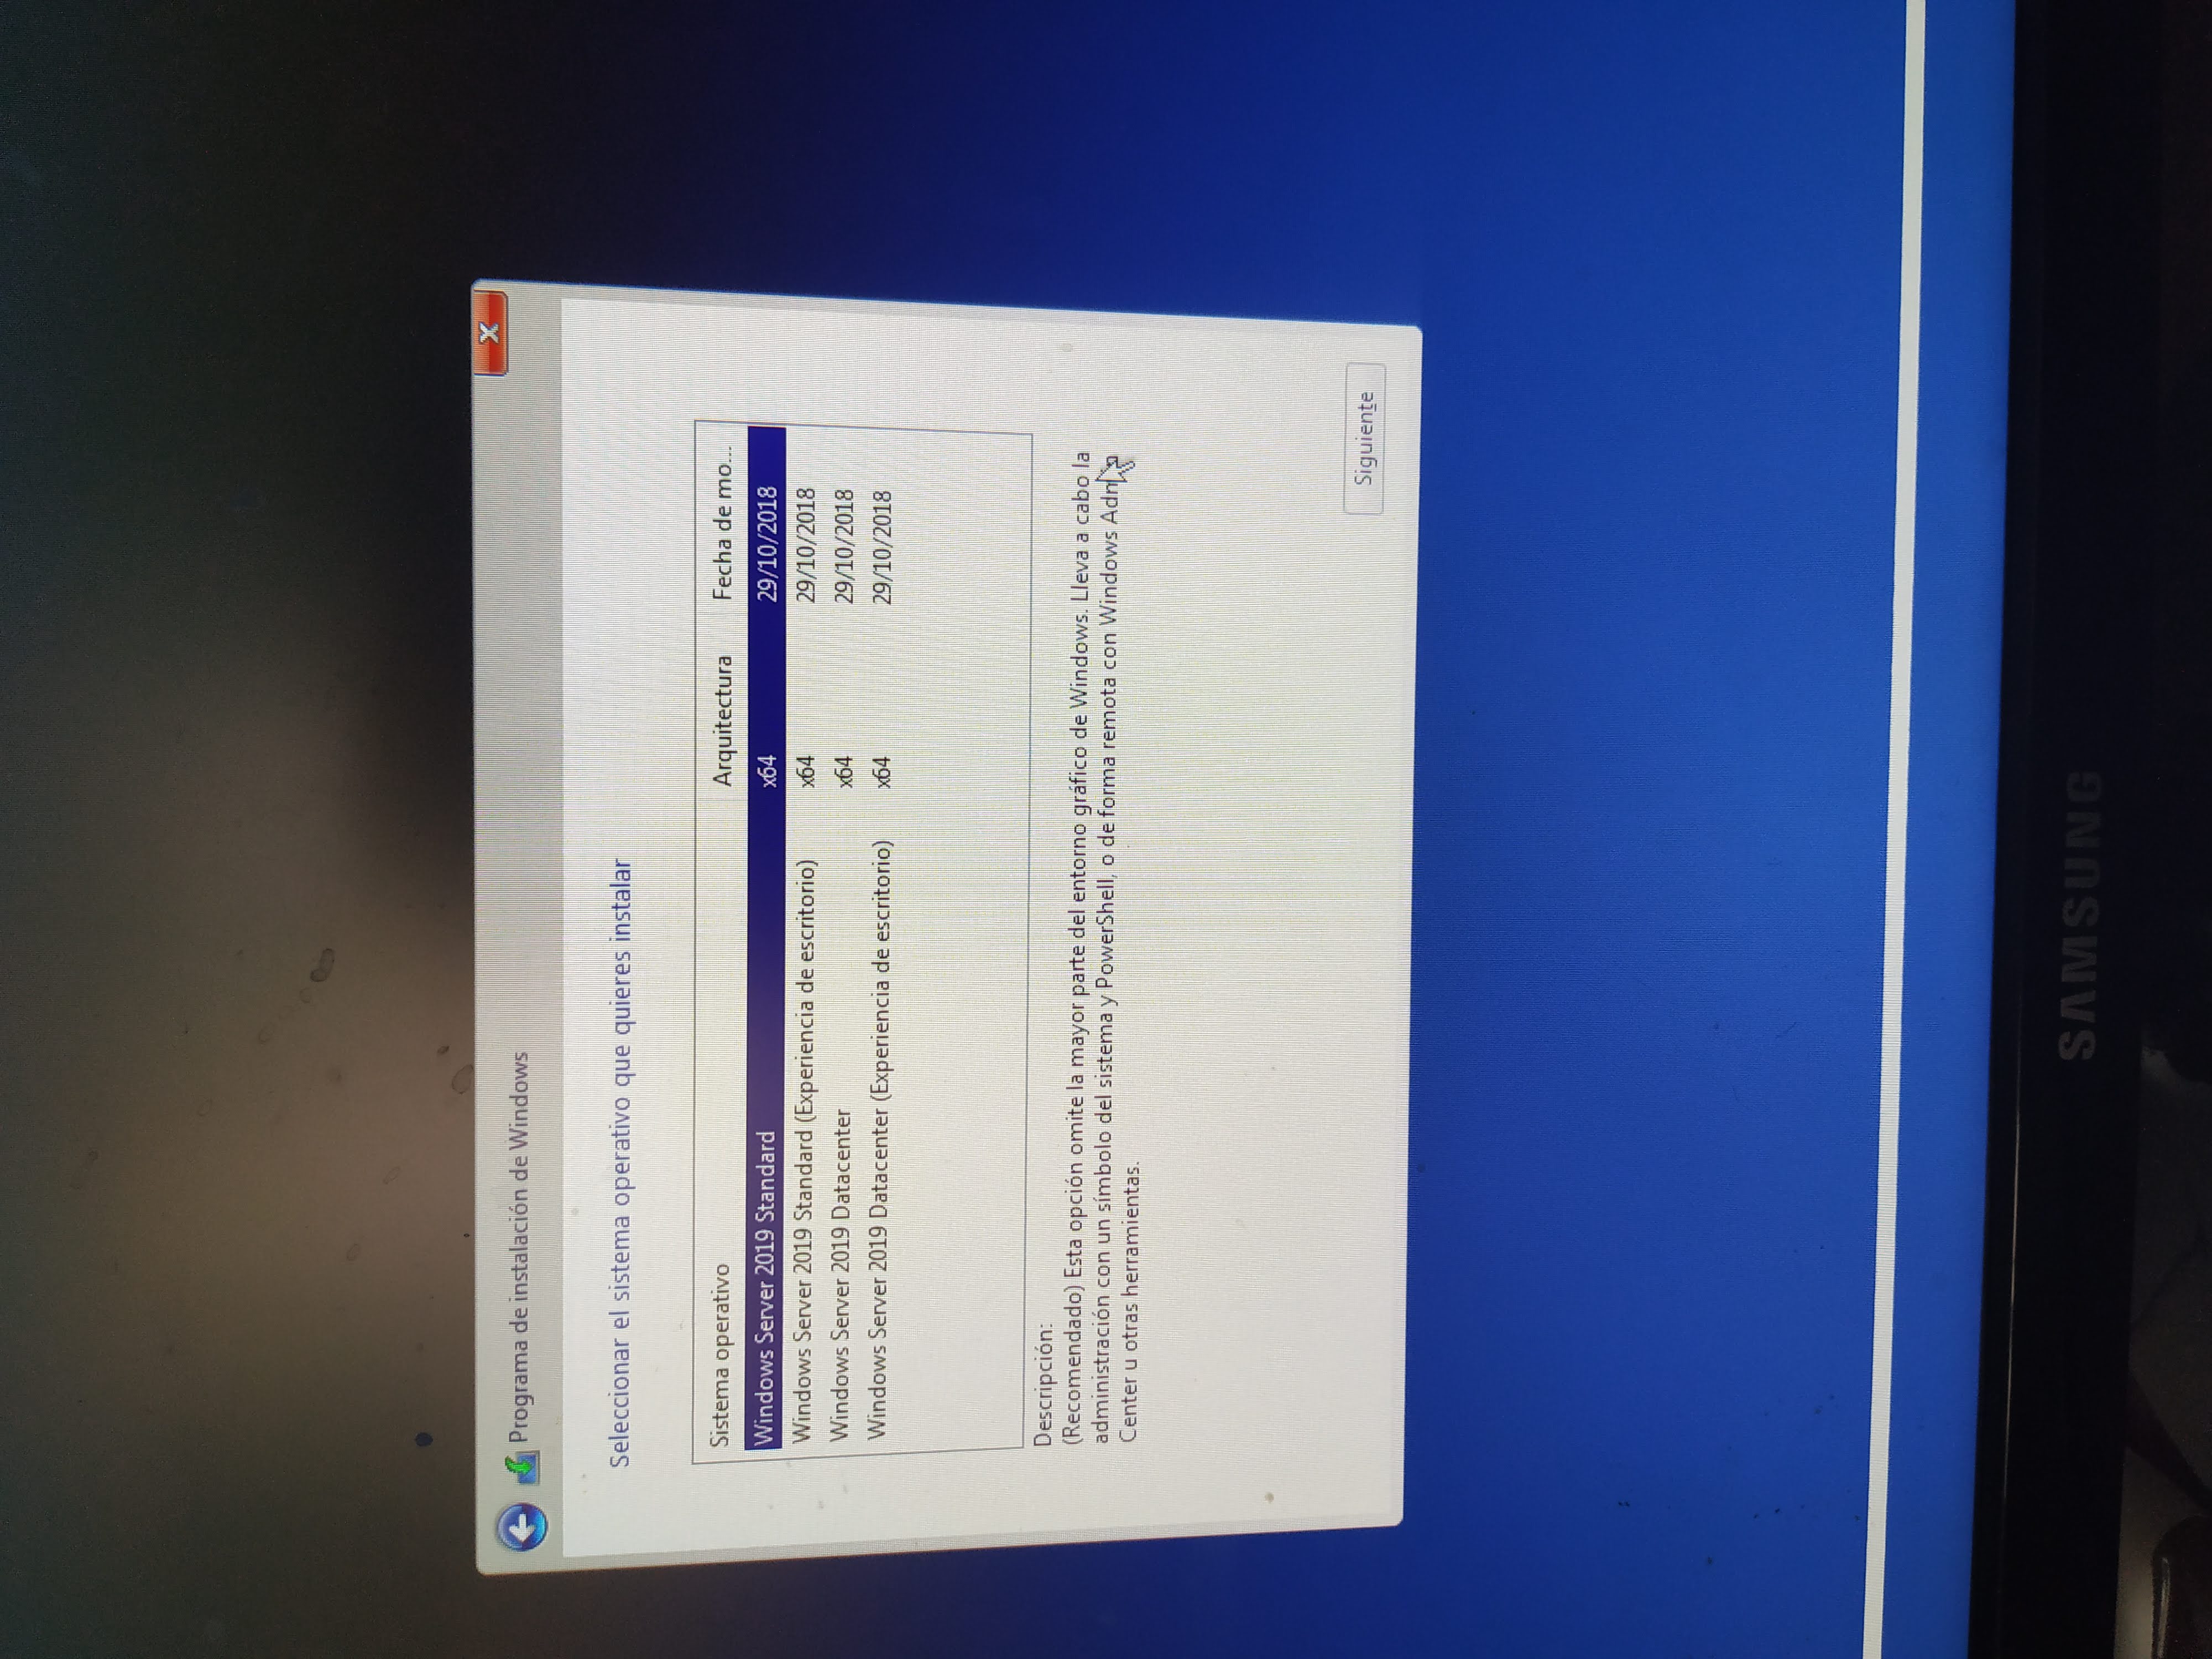 Programa de instalación de Windows
Seleccionar el sistema operativo que quieres instalar
Sistema operativo Arquitectura Fecha de mo...
Windows Server 2019 Standard x64 29/10/2018
Windows Server 2019 Standard (Experiencia de escritorio) x64 29/10/2018
Windows Server 2019 Datacenter x64 29/10/2018
Windows Server 2019 Datacenter (Experiencia de escritorio) x64 29/10/2018
Descripción:
(Recomendado) Esta opción omite la mayor parte del entorno gráfico de Windows. Lleva a cabo la
administración con un símbolo del sistema y PowerShell, o de forma remota con Windows Admin
Center u otras herramientas.
Siguiente
SAMSUNG